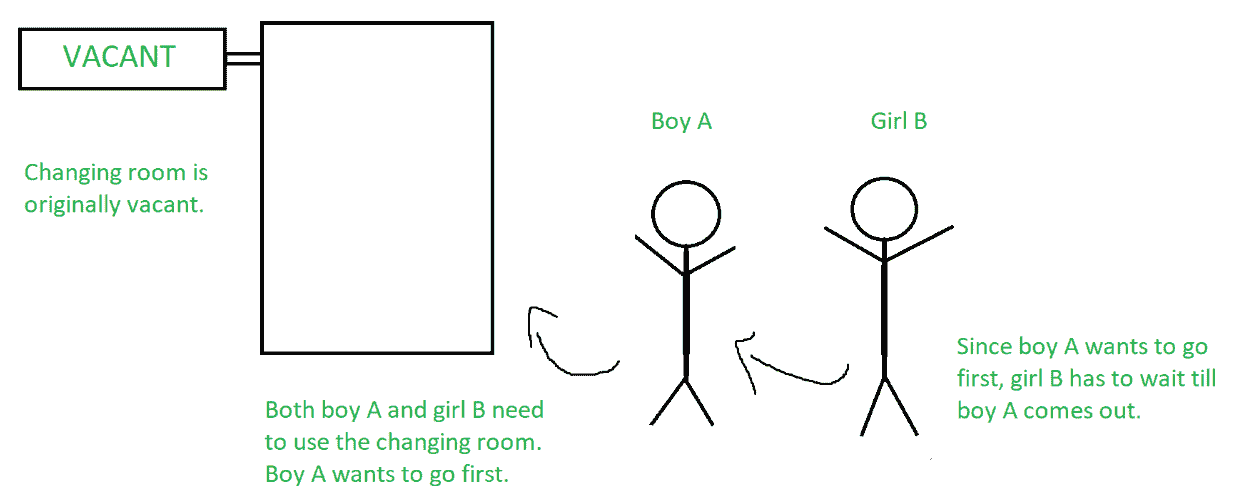 VACANT
Changing room is
originally vacant.
Boy A
Girl B
Both boy A and girl B need
to use the changing room.
Boy A wants to go first.
Since boy A wants to go
first, girl B has to wait till
boy A comes out.